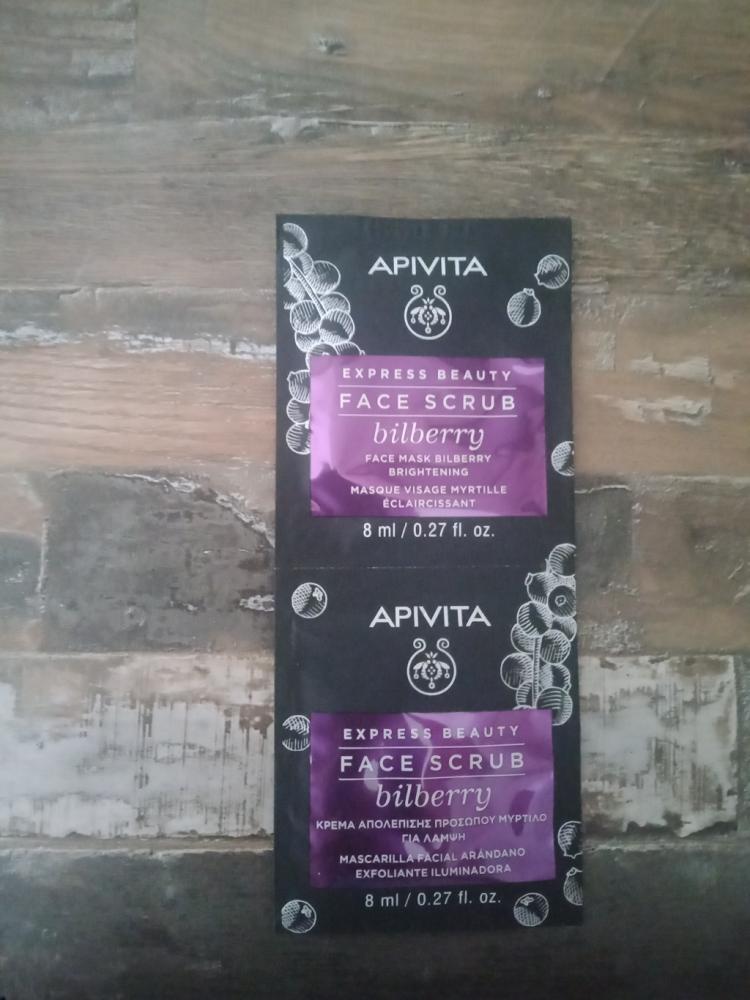 APIVITA
EXPRESS BEAUTY
FACE SCRUB
bilberry
FACE MASK BILBERRY
BRIGHTENING
MASQUE VISAGE MYRTILLE
ÉCLAIRCISSANT
8 ml / 0.27 fl. oz.
APIVITA
EXPRESS BEAUTY
FACE SCRUB
bilberry
ΚΡΕΜΑ ΑΠΟΛΕΠΙΣΗΣ ΠΡΟΣΩΠΟΥ ΜΥΡΤΙΛΟ
ΓΙΑ ΛΑΜΨΗ
MASCARILLA FACIAL ARÁNDANO
EXFOLIANTE ILUMINADORA
8 ml / 0.27 fl. oz.